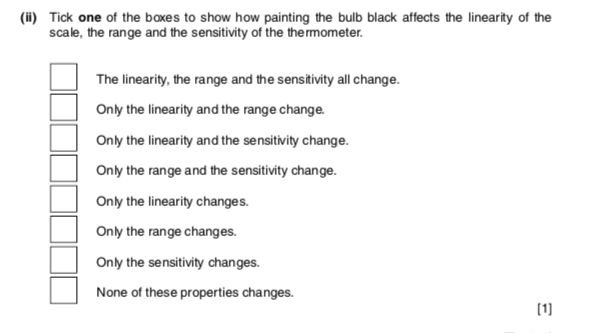 (ii) Tick one of the boxes to show how painting the bulb black affects the linearity of the
scale, the range and the sensitivity of the thermometer.
The linearity, the range and the sensitivity all change.
Only the linearity and the range change.
Only the linearity and the sensitivity change.
Only the range and the sensitivity change.
Only the linearity changes.
Only the range changes.
Only the sensitivity changes.
None of these properties changes.
[1]